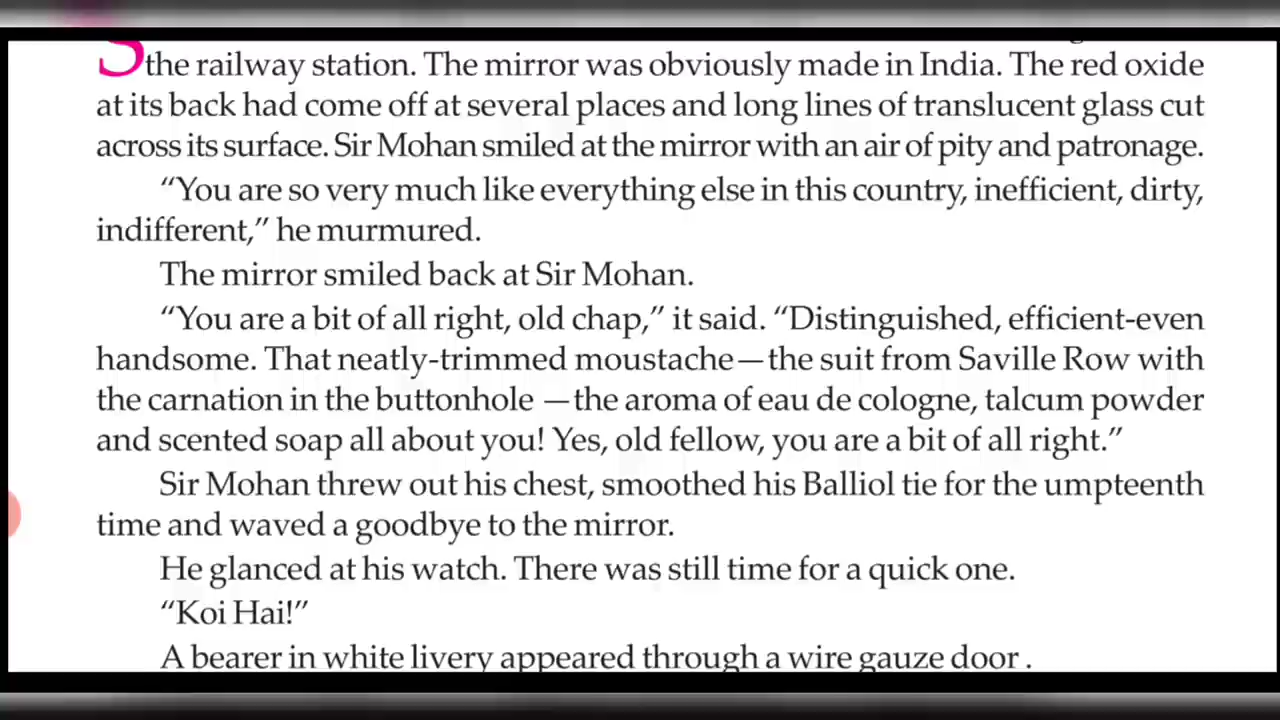 S
the railway station. The mirror was obviously made in India. The red oxide
at its back had come off at several places and long lines of translucent glass cut
across its surface. Sir Mohan smiled at the mirror with an air of pity and patronage.
“You are so very much like everything else in this country, inefficient, dirty,
indifferent,” he murmured.
The mirror smiled back at Sir Mohan.
“You are a bit of all right, old chap,” it said. “Distinguished, efficient-even
handsome. That neatly-trimmed moustache—the suit from Saville Row with
the carnation in the buttonhole —the aroma of eau de cologne, talcum powder
and scented soap all about you! Yes, old fellow, you are a bit of all right.”
Sir Mohan threw out his chest, smoothed his Balliol tie for the umpteenth
time and waved a goodbye to the mirror.
He glanced at his watch. There was still time for a quick one.
“Koi Hai!”
A bearer in white livery appeared through a wire gauze door .